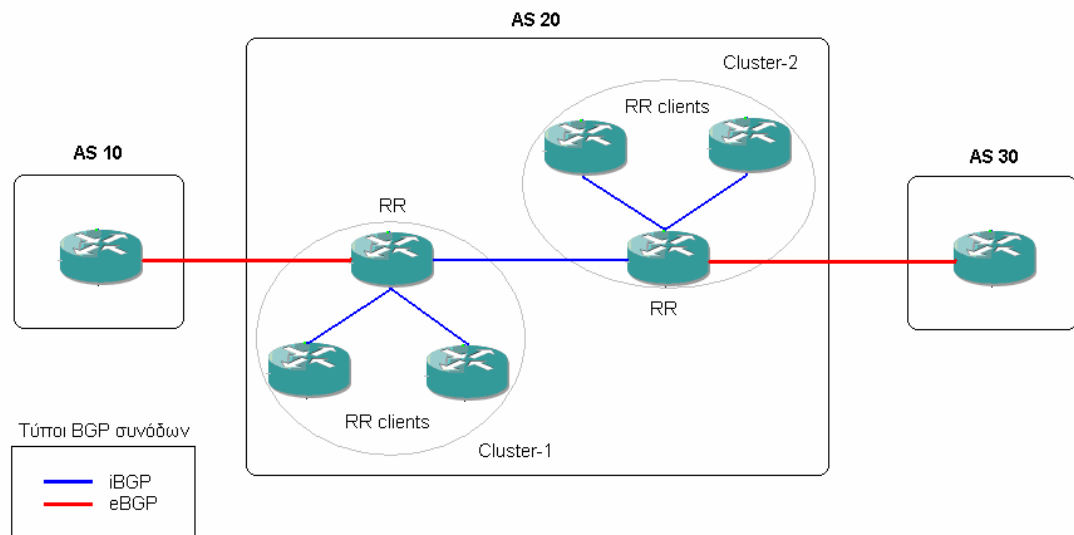 AS 20
Cluster-2
RR clients
AS 10
AS 30
RR
RR
RR clients
Cluster-1
Τύποι BGP συνόδων
iBGP
eBGP